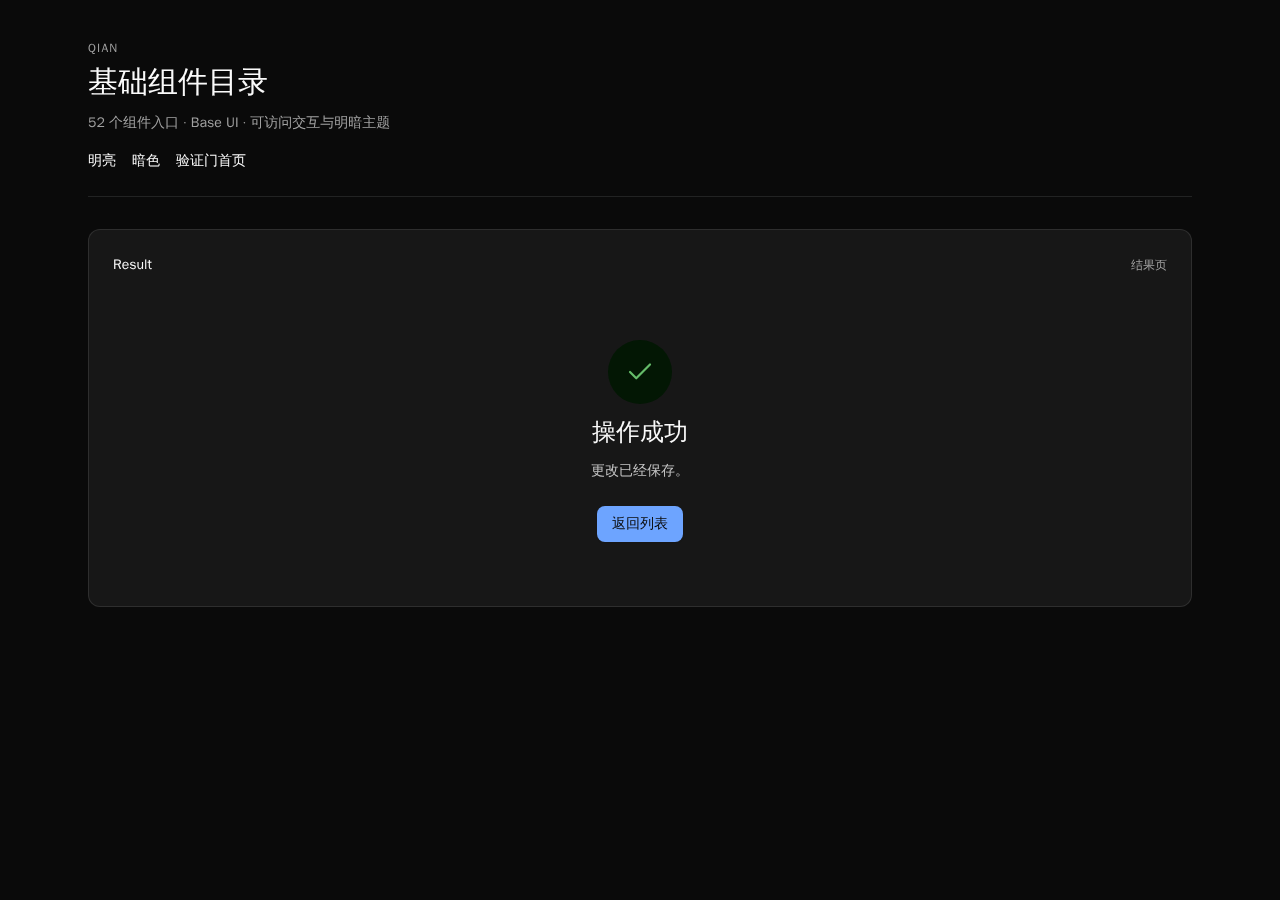 QIAN
基础组件目录
52 个组件入口 · Base UI · 可访问交互与明暗主题
明亮 暗色 验证门首页
Result 结果页
操作成功
更改已经保存。
返回列表